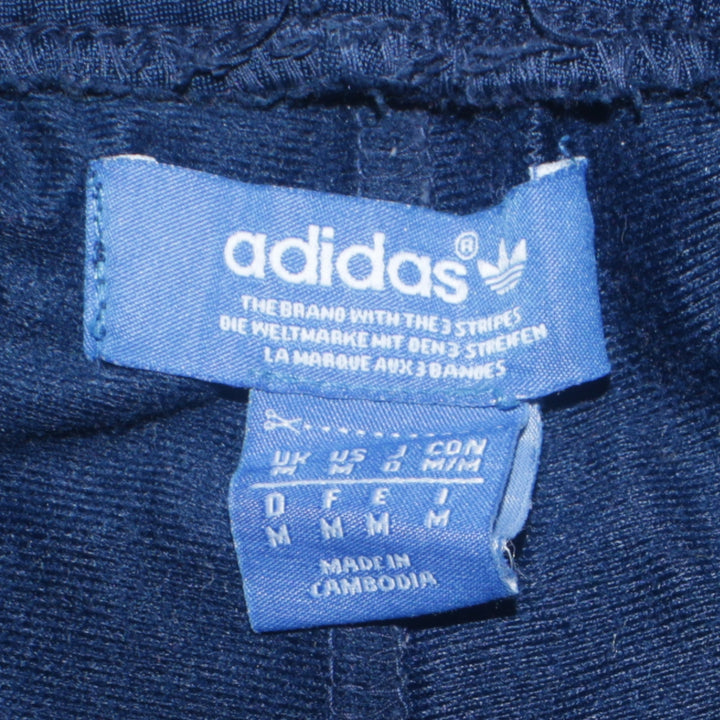 adidas®
THE BRAND WITH THE 3 STRIPES
DIE WELTMARKE MIT DEN 3 STREIFEN
LA MARQUE AUX 3 BANDES
UK US J CDN
M M O M/M
D F E I
M M M M
MADE IN
CAMBODIA